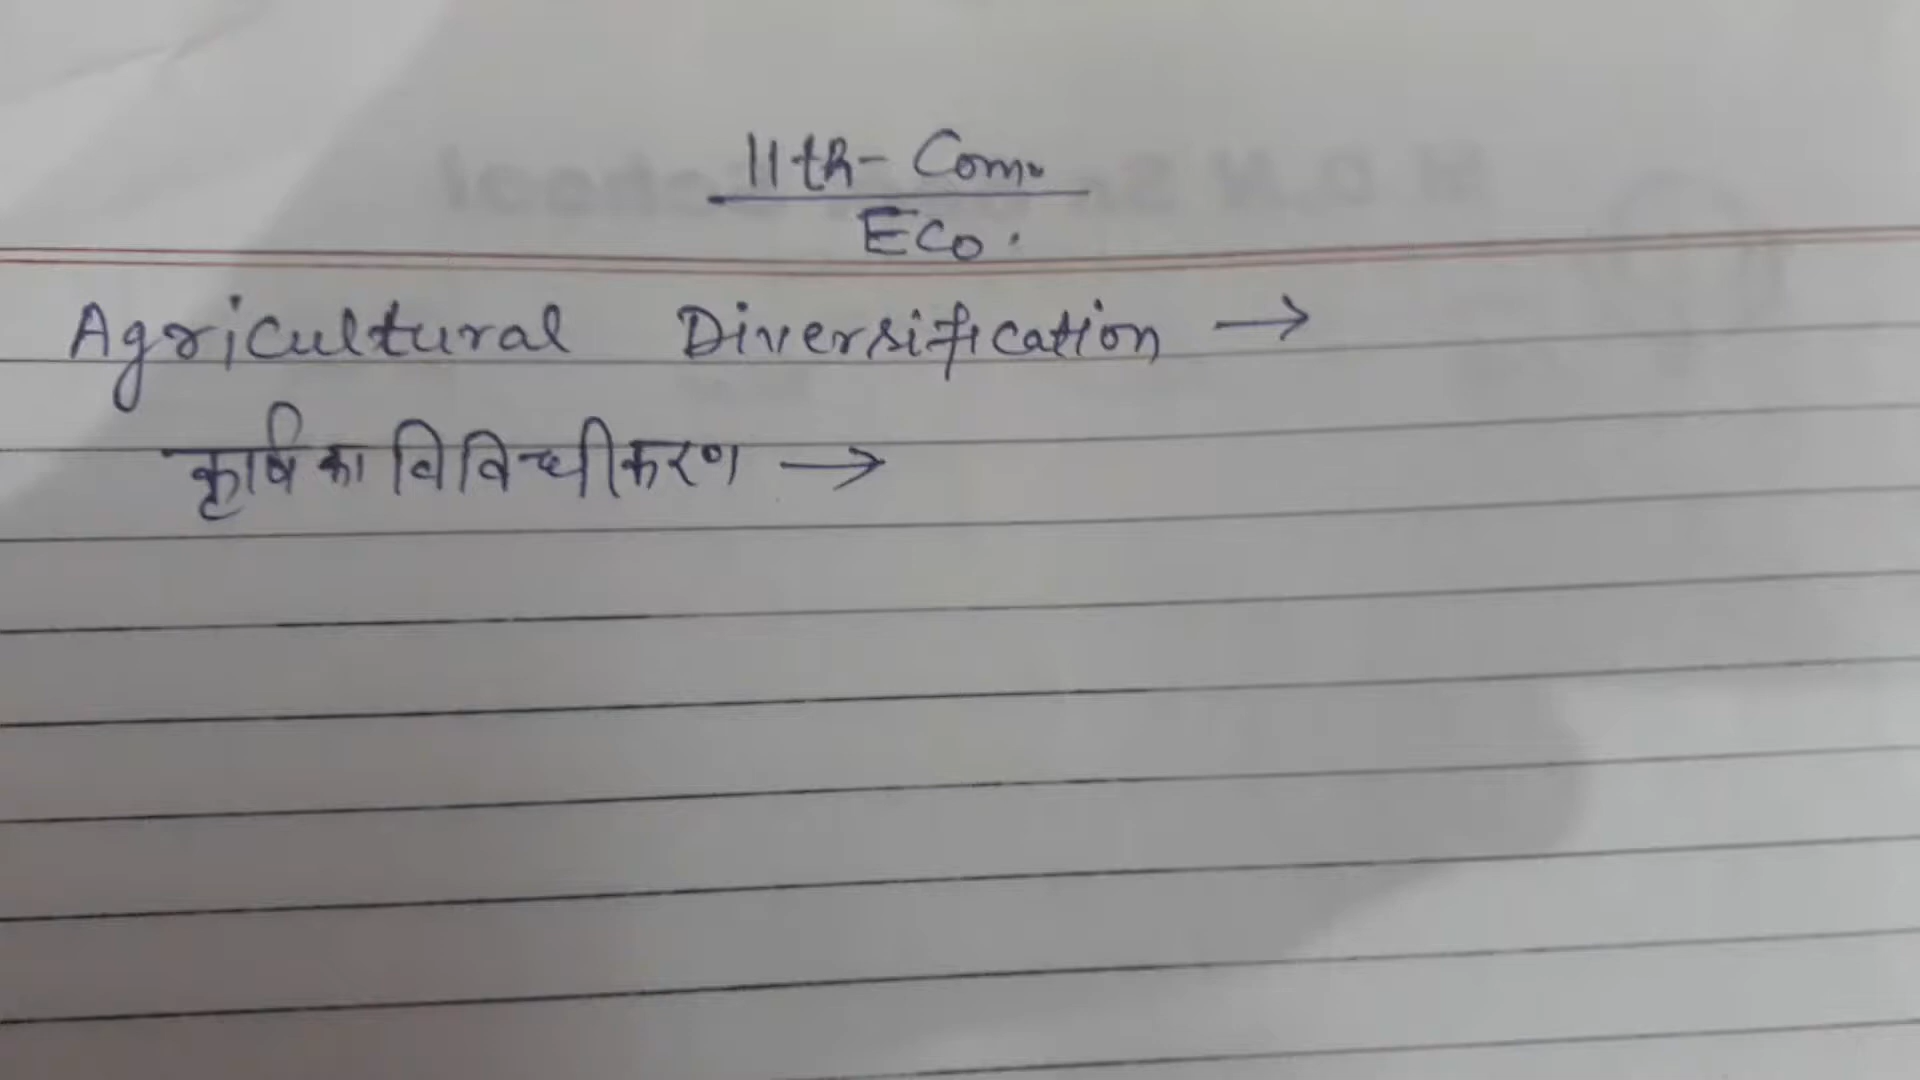 11th- Com.
Eco.
Agricultural Diversification →
कृषि का विविधीकरण →